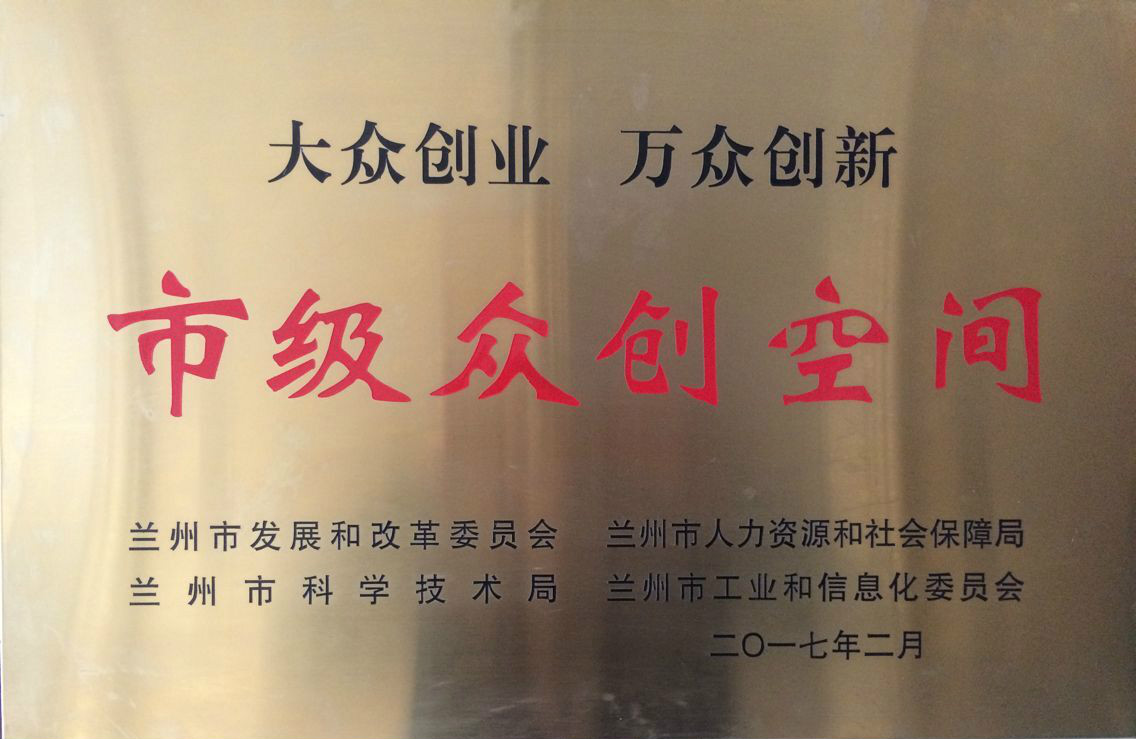 大众创业 万众创新
市级众创空间
兰州市发展和改革委员会 兰州市人力资源和社会保障局
兰州市科学技术局 兰州市工业和信息化委员会
二〇一七年二月